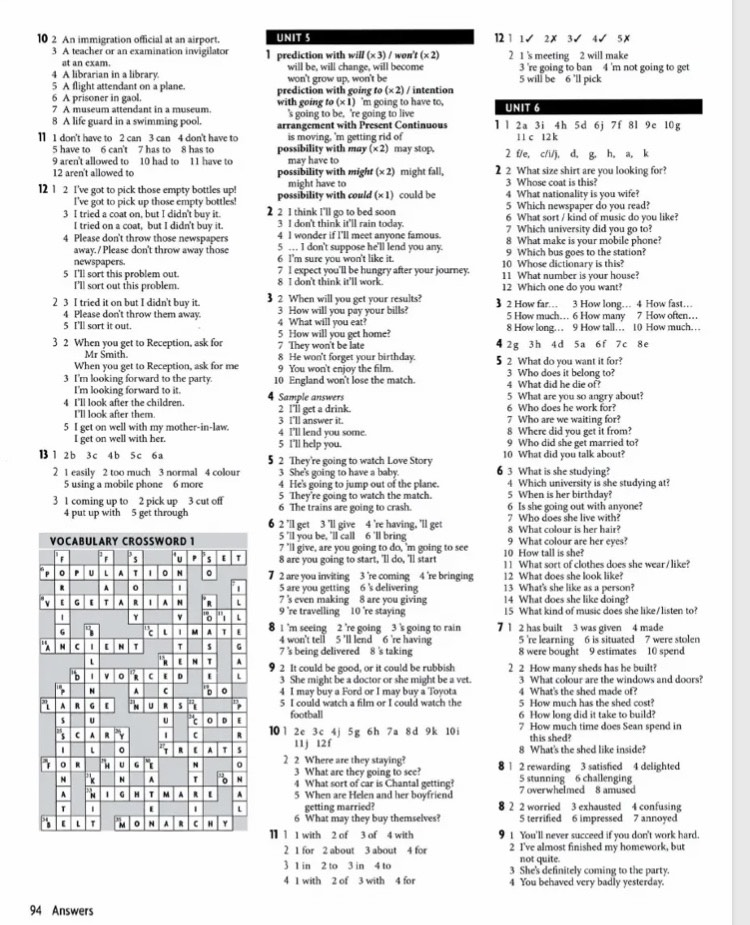 10 2 An immigration official at an airport.
3 A teacher or an examination invigilator
at an exam.
4 A librarian in a library.
5 A flight attendant on a plane.
6 A prisoner in gaol.
7 A museum attendant in a museum.
8 A life guard in a swimming pool.
11 1 don't have to 2 can 3 can 4 don't have to
5 have to 6 can't 7 has to 8 has to
9 aren't allowed to 10 had to 11 have to
12 aren't allowed to
12 1 2 I've got to pick those empty bottles up!
I've got to pick up those empty bottles!
3 I tried a coat on, but I didn't buy it.
I tried on a coat, but I didn't buy it.
4 Please don't throw those newspapers
away./Please don't throw away those
newspapers.
5 I'll sort this problem out.
I'll sort out this problem.
2 3 I tried it on but I didn't buy it.
4 Please don't throw them away.
5 I'll sort it out.
3 2 When you get to Reception, ask for
Mr Smith.
When you get to Reception, ask for me
3 I'm looking forward to the party.
I'm looking forward to it.
4 I'll look after the children.
I'll look after them.
5 I get on well with my mother-in-law.
I get on well with her.
13 1 2b 3c 4b 5c 6a
2 1 easily 2 too much 3 normal 4 colour
5 using a mobile phone 6 more
3 1 coming up to 2 pick up 3 cut off
4 put up with 5 get through
VOCABULARY CROSSWORD 1
UPSET
POPULATION
VEGETARIAN
CLIMATE
ANCIENT
RENT
DIVORCED
DO
LARGE
NURSE
CODE
SCARY
TREATS
FOR
HUGE
ON
NIGHTMARE
BELT
MONARCHY
94 Answers
UNIT 5
1 prediction with will (×3) / won't (×2)
will be, will change, will become
won't grow up, won't be
prediction with going to (×2) / intention
with going to (×1) 'm going to have to,
's going to be, 're going to live
arrangement with Present Continuous
is moving, 'm getting rid of
possibility with may (×2) may stop,
may have to
possibility with might (×2) might fall,
might have to
possibility with could (×1) could be
2 2 I think I'll go to bed soon
3 I don't think it'll rain today.
4 I wonder if I'll meet anyone famous.
5 … I don't suppose he'll lend you any.
6 I'm sure you won't like it.
7 I expect you'll be hungry after your journey.
8 I don't think it'll work.
3 2 When will you get your results?
3 How will you pay your bills?
4 What will you eat?
5 How will you get home?
7 They won't be late
8 He won't forget your birthday.
9 You won't enjoy the film.
10 England won't lose the match.
4 Sample answers
2 I'll get a drink.
3 I'll answer it.
4 I'll lend you some.
5 I'll help you.
5 2 They're going to watch Love Story
3 She's going to have a baby.
4 He's going to jump out of the plane.
5 They're going to watch the match.
6 The trains are going to crash.
6 2 'll get 3 'll give 4 're having, 'll get
5 'll you be, 'll call 6 'll bring
7 'll give, are you going to do, 'm going to see
8 are you going to start, 'll do, 'll start
7 2 are you inviting 3 're coming 4 're bringing
5 are you getting 6 's delivering
7 's even making 8 are you giving
9 're travelling 10 're staying
8 1 'm seeing 2 're going 3 's going to rain
4 won't tell 5 'll lend 6 're having
7 's being delivered 8 's taking
9 2 It could be good, or it could be rubbish
3 She might be a doctor or she might be a vet.
4 I may buy a Ford or I may buy a Toyota
5 I could watch a film or I could watch the
football
10 1 2e 3c 4j 5g 6h 7a 8d 9k 10i
11j 12f
2 2 Where are they staying?
3 What are they going to see?
4 What sort of car is Chantal getting?
5 When are Helen and her boyfriend
getting married?
6 What may they buy themselves?
11 1 1 with 2 of 3 of 4 with
2 1 for 2 about 3 about 4 for
3 1 in 2 to 3 in 4 to
4 1 with 2 of 3 with 4 for
12 1 1✓ 2✗ 3✓ 4✓ 5✗
2 1 's meeting 2 will make
3 're going to ban 4 'm not going to get
5 will be 6 'll pick
UNIT 6
1 1 2a 3i 4h 5d 6j 7f 8l 9e 10g
11c 12k
2 f/e, c/i/j, d, g, h, a, k
2 2 What size shirt are you looking for?
3 Whose coat is this?
4 What nationality is you wife?
5 Which newspaper do you read?
6 What sort / kind of music do you like?
7 Which university did you go to?
8 What make is your mobile phone?
9 Which bus goes to the station?
10 Whose dictionary is this?
11 What number is your house?
12 Which one do you want?
3 2 How far… 3 How long… 4 How fast…
5 How much… 6 How many 7 How often…
8 How long… 9 How tall… 10 How much…
4 2g 3h 4d 5a 6f 7c 8e
5 2 What do you want it for?
3 Who does it belong to?
4 What did he die of?
5 What are you so angry about?
6 Who does he work for?
7 Who are we waiting for?
8 Where did you get it from?
9 Who did she get married to?
10 What did you talk about?
6 3 What is she studying?
4 Which university is she studying at?
5 When is her birthday?
6 Is she going out with anyone?
7 Who does she live with?
8 What colour is her hair?
9 What colour are her eyes?
10 How tall is she?
11 What sort of clothes does she wear/like?
12 What does she look like?
13 What's she like as a person?
14 What does she like doing?
15 What kind of music does she like/listen to?
7 1 2 has built 3 was given 4 made
5 're learning 6 is situated 7 were stolen
8 were bought 9 estimates 10 spend
2 2 How many sheds has he built?
3 What colour are the windows and doors?
4 What's the shed made of?
5 How much has the shed cost?
6 How long did it take to build?
7 How much time does Sean spend in
this shed?
8 What's the shed like inside?
8 1 2 rewarding 3 satisfied 4 delighted
5 stunning 6 challenging
7 overwhelmed 8 amused
8 2 2 worried 3 exhausted 4 confusing
5 terrified 6 impressed 7 annoyed
9 1 You'll never succeed if you don't work hard.
2 I've almost finished my homework, but
not quite.
3 She's definitely coming to the party.
4 You behaved very badly yesterday.